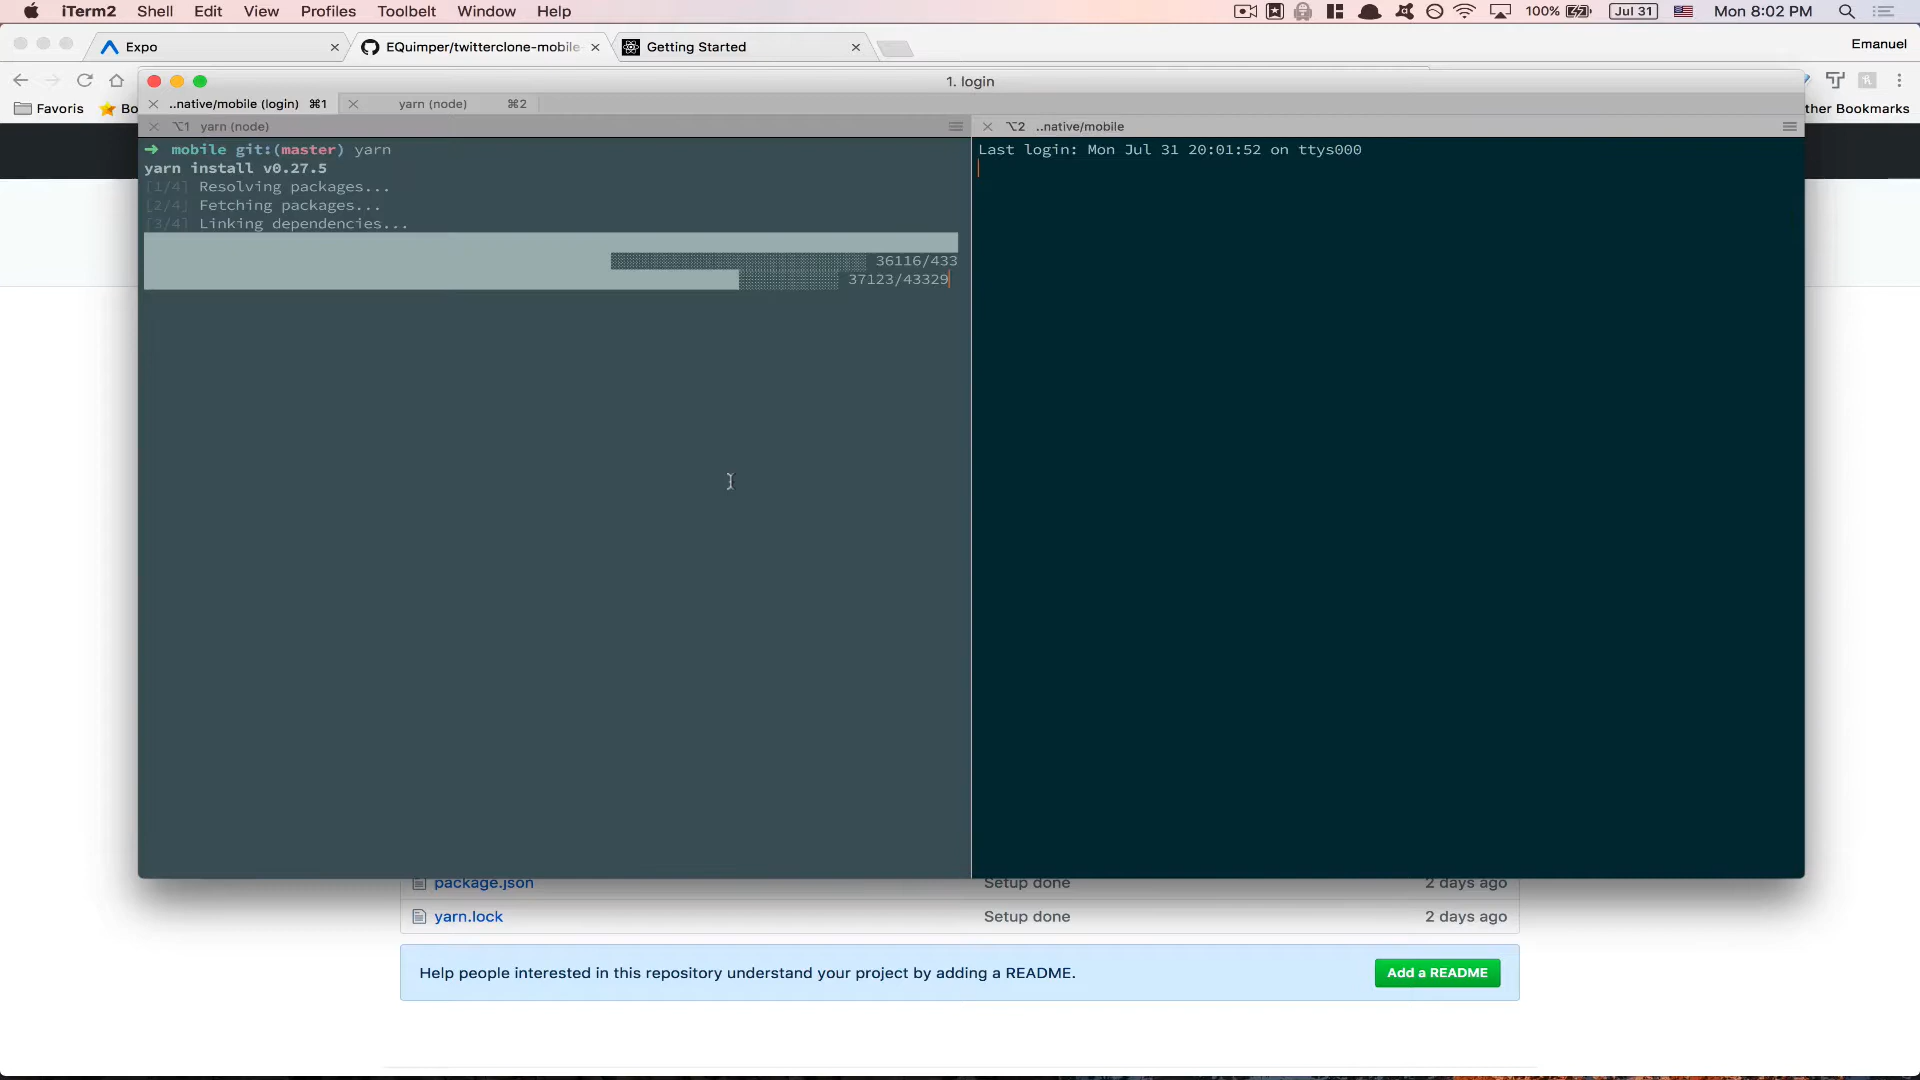 iTerm2 Shell Edit View Profiles Toolbelt Window Help 100% Jul 31 Mon 8:02 PM
Expo EQuimper/twitterclone-mobile Getting Started Emanuel
1. login
Favoris Bo ther Bookmarks
..native/mobile (login) ⌘1 yarn (node) ⌘2
⌥1 yarn (node) ⌥2 ..native/mobile
➜ mobile git:(master) yarn
yarn install v0.27.5
[1/4] Resolving packages...
[2/4] Fetching packages...
[3/4] Linking dependencies...
36116/433
37123/43329
Last login: Mon Jul 31 20:01:52 on ttys000
package.json Setup done 2 days ago
yarn.lock Setup done 2 days ago
Help people interested in this repository understand your project by adding a README. Add a README